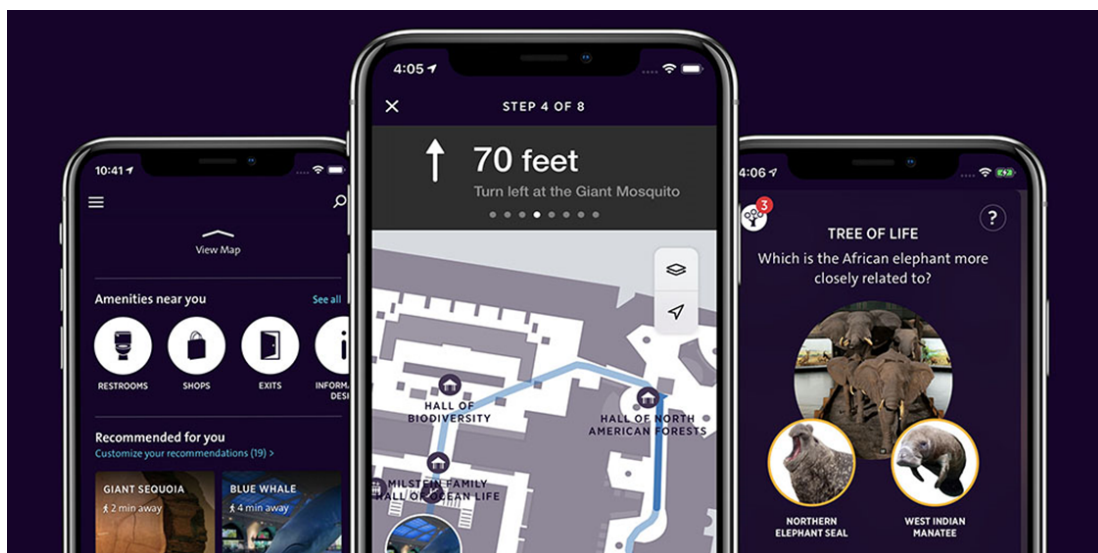 10:41
View Map
Amenities near you
See all
RESTROOMS
SHOPS
EXITS
INFORMA
DESI
Recommended for you
Customize your recommendations (19) >
GIANT SEQUOIA
2 min away
BLUE WHALE
4 min away
4:05
STEP 4 OF 8
70 feet
Turn left at the Giant Mosquito
HALL OF
BIODIVERSITY
HALL OF NORTH
AMERICAN FORESTS
MILSTEIN FAMILY
HALL OF OCEAN LIFE
4:06
3
?
TREE OF LIFE
Which is the African elephant more
closely related to?
NORTHERN
ELEPHANT SEAL
WEST INDIAN
MANATEE